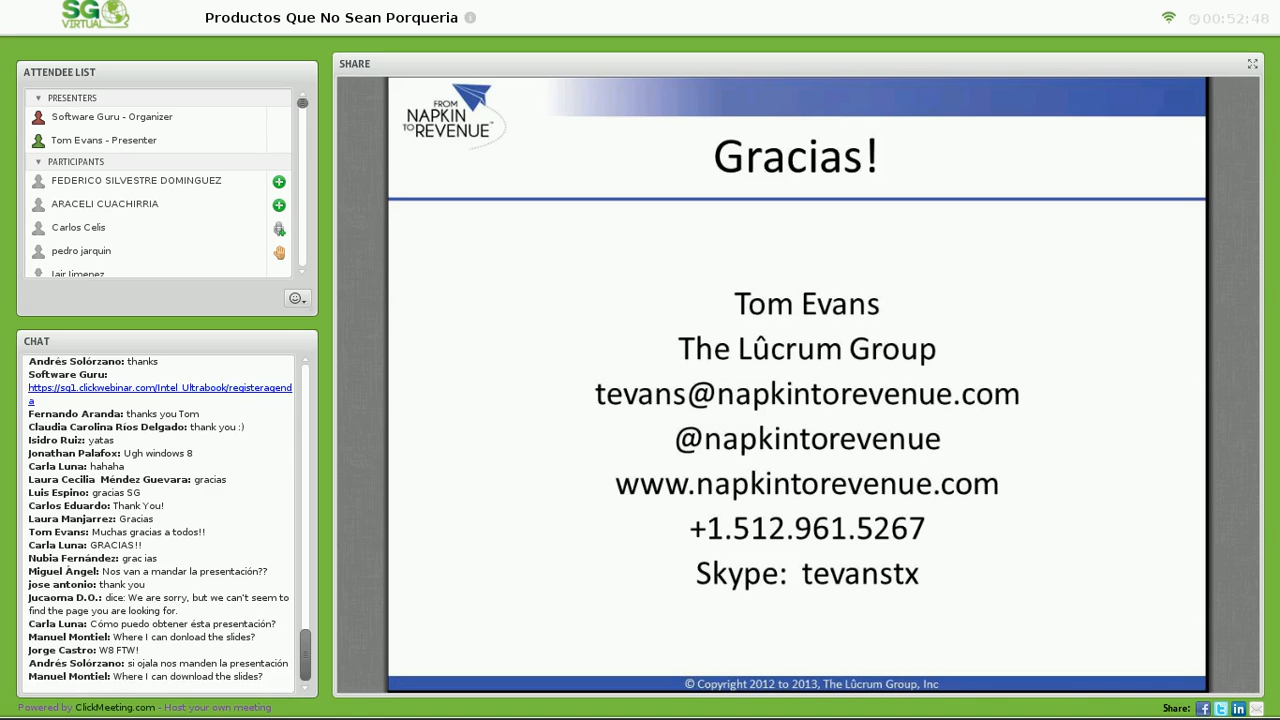 SG
VIRTUAL
Productos Que No Sean Porqueria
00:52:48
ATTENDEE LIST
PRESENTERS
Software Guru - Organizer
Tom Evans - Presenter
PARTICIPANTS
FEDERICO SILVESTRE DOMINGUEZ
ARACELI CUACHIRRIA
Carlos Celis
pedro jarquin
Jair Jimenez
CHAT
Andrés Solórzano: thanks
Software Guru:
https://sg1.clickwebinar.com/Intel_Ultrabook/registeragend
a
Fernando Aranda: thanks you Tom
Claudia Carolina Ríos Delgado: thank you :)
Isidro Ruiz: yatas
Jonathan Palafox: Ugh windows 8
Carla Luna: hahaha
Laura Cecilia Méndez Guevara: gracias
Luis Espino: gracias SG
Carlos Eduardo: Thank You!
Laura Manjarrez: Gracias
Tom Evans: Muchas gracias a todos!!
Carla Luna: GRACIAS!!
Nubia Fernández: grac ias
Miguel Ángel: Nos van a mandar la presentación??
jose antonio: thank you
Jucaoma D.O.: dice: We are sorry, but we can't seem to
find the page you are looking for.
Carla Luna: Cómo puedo obtener ésta presentación?
Manuel Montiel: Where I can donload the slides?
Jorge Castro: W8 FTW!
Andrés Solórzano: si ojala nos manden la presentación
Manuel Montiel: Where I can download the slides?
SHARE
FROM
NAPKIN
TO REVENUE™
Gracias!
Tom Evans
The Lûcrum Group
tevans@napkintorevenue.com
@napkintorevenue
www.napkintorevenue.com
+1.512.961.5267
Skype: tevanstx
© Copyright 2012 to 2013, The Lûcrum Group, Inc
Powered by ClickMeeting.com - Host your own meeting
Share: